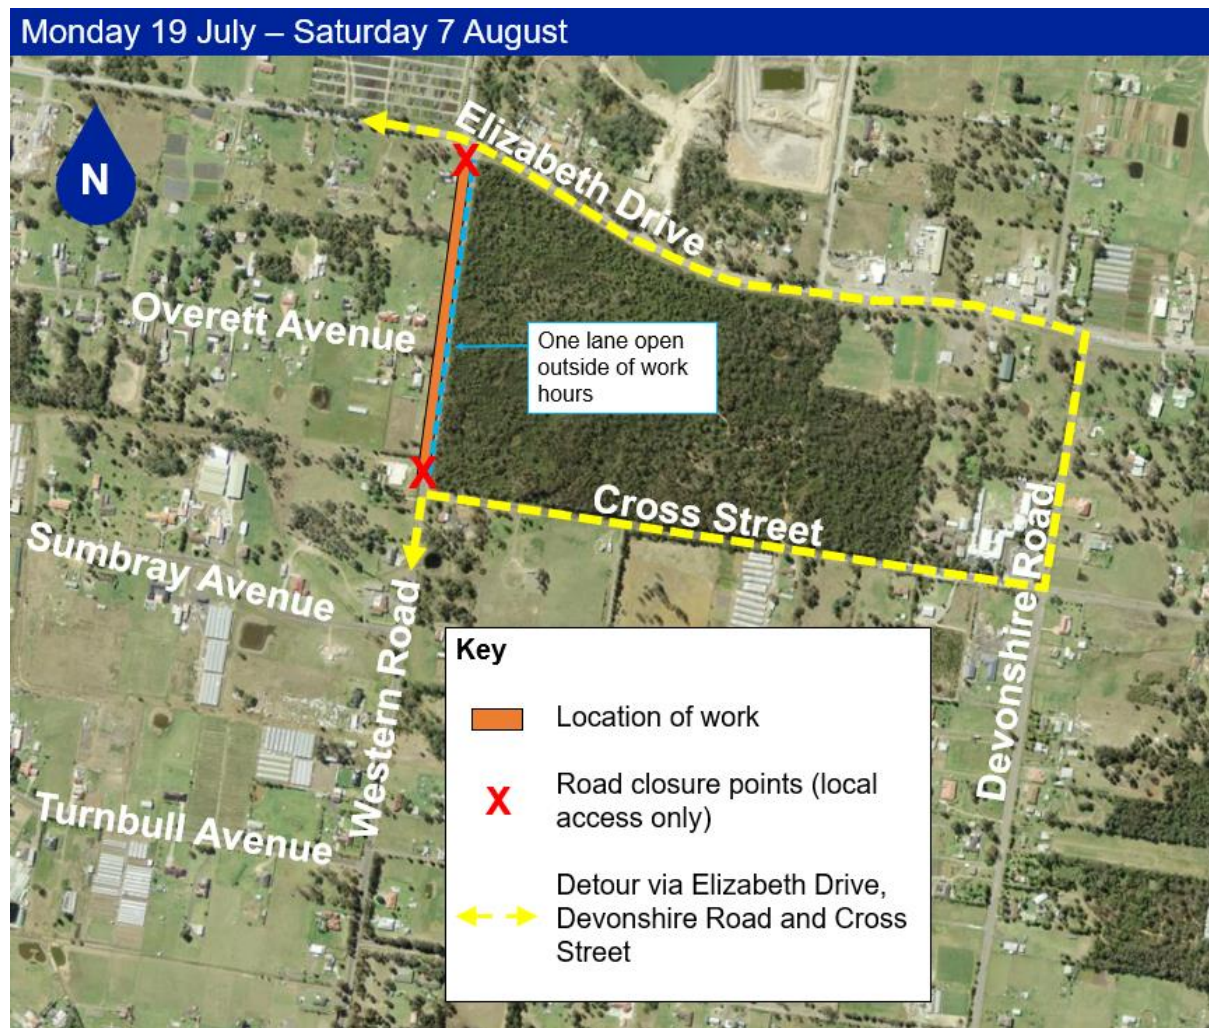 Monday 19 July – Saturday 7 August
N
Elizabeth Drive
Overett Avenue
One lane open
outside of work
hours
X
X
Cross Street
Sumbray Avenue
Western Road
Devonshire Road
Turnbull Avenue
Key
Location of work
X
Road closure points (local
access only)
Detour via Elizabeth Drive,
Devonshire Road and Cross
Street